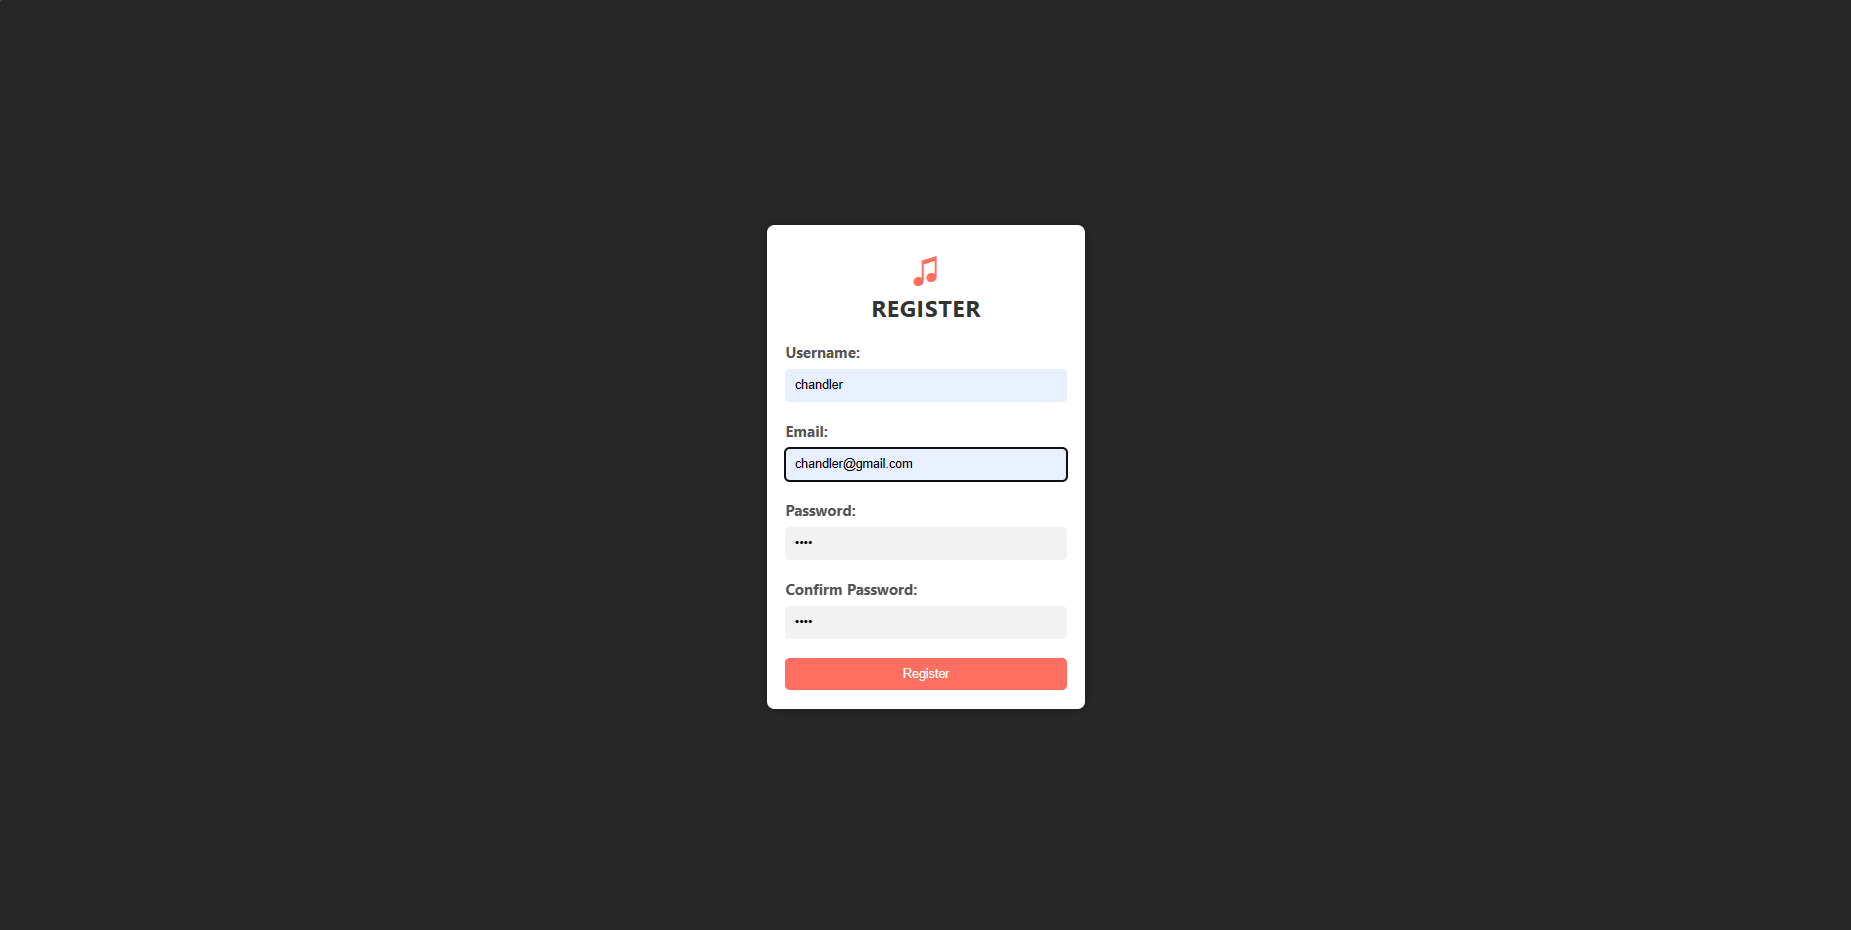 REGISTER
Username:
chandler
Email:
chandler@gmail.com
Password:
••••
Confirm Password:
••••
Register